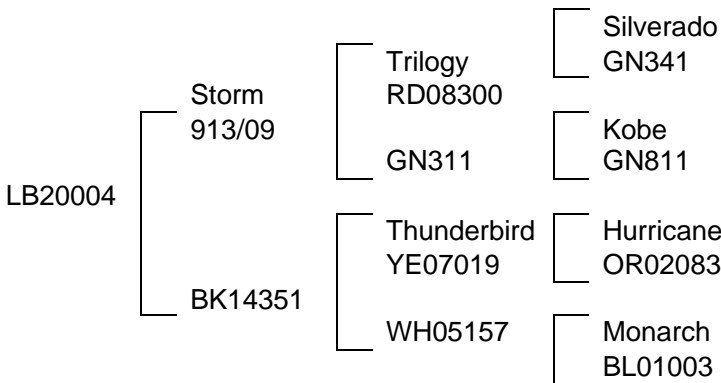 Silverado
GN341
Trilogy
RD08300
Storm
913/09
Kobe
GN811
GN311
LB20004
Hurricane
OR02083
Thunderbird
YE07019
BK14351
WH05157
Monarch
BL01003